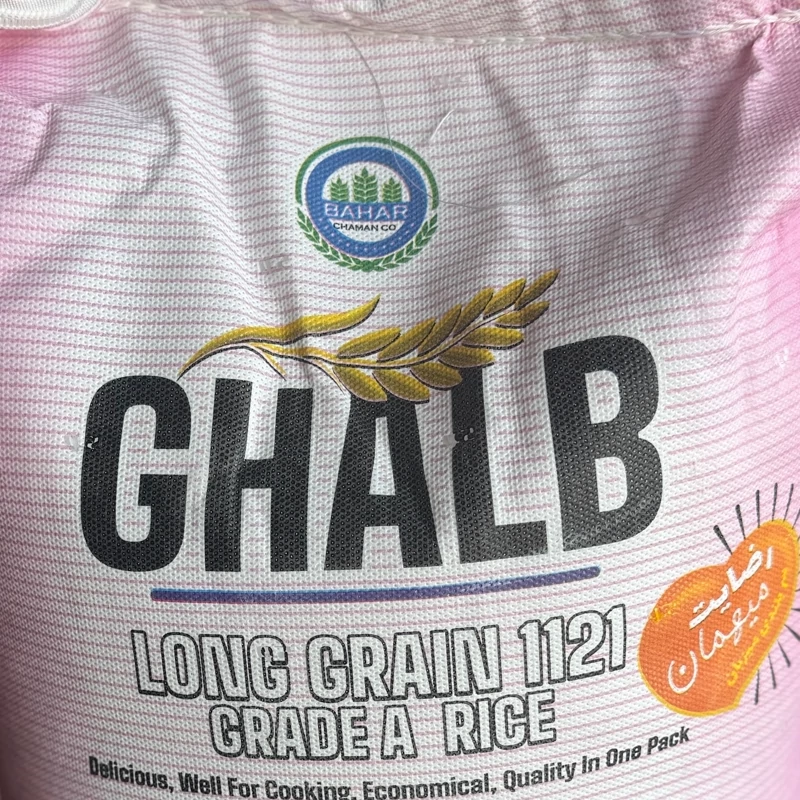 BAHAR
CHAMAN CO
GHALB
LONG GRAIN 1121
GRADE A RICE
Delicious, Well For Cooking, Economical, Quality In One Pack
رضایت
میهمان